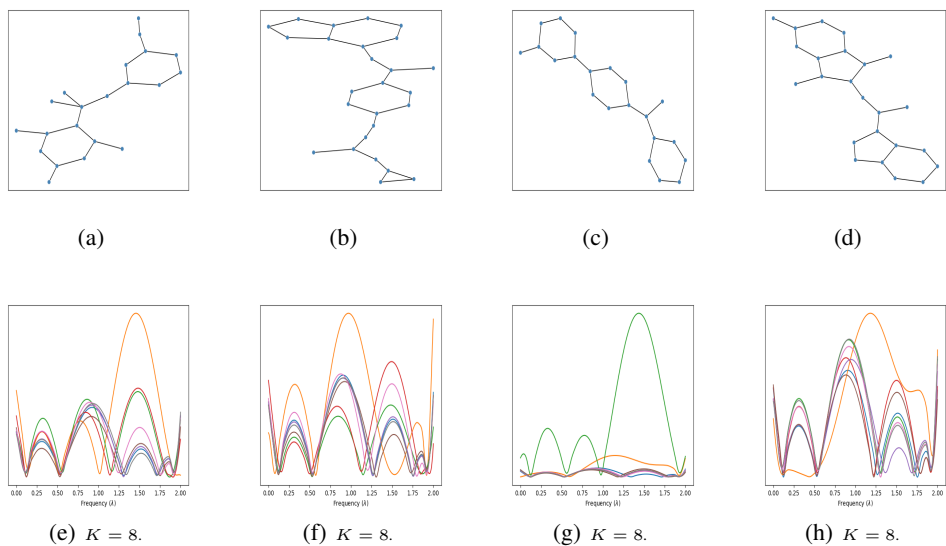 (a) (b) (c) (d)
0.00 0.25 0.50 0.75 1.00 1.25 1.50 1.75 2.00 0.00 0.25 0.50 0.75 1.00 1.25 1.50 1.75 2.00 0.00 0.25 0.50 0.75 1.00 1.25 1.50 1.75 2.00 0.00 0.25 0.50 0.75 1.00 1.25 1.50 1.75 2.00
Frequency (λ) Frequency (λ) Frequency (λ) Frequency (λ)
(e) K = 8. (f) K = 8. (g) K = 8. (h) K = 8.